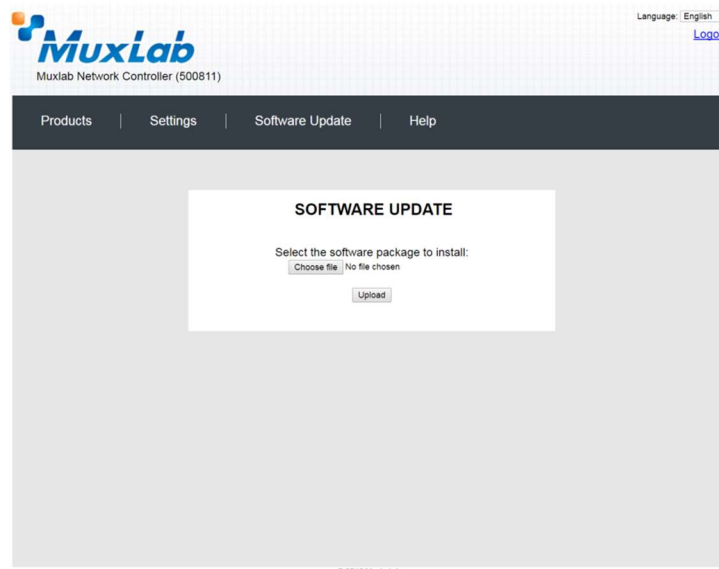 Language: English
Logo
MuxLab
Muxlab Network Controller (500811)
Products | Settings | Software Update | Help
SOFTWARE UPDATE
Select the software package to install:
Choose file No file chosen
Upload